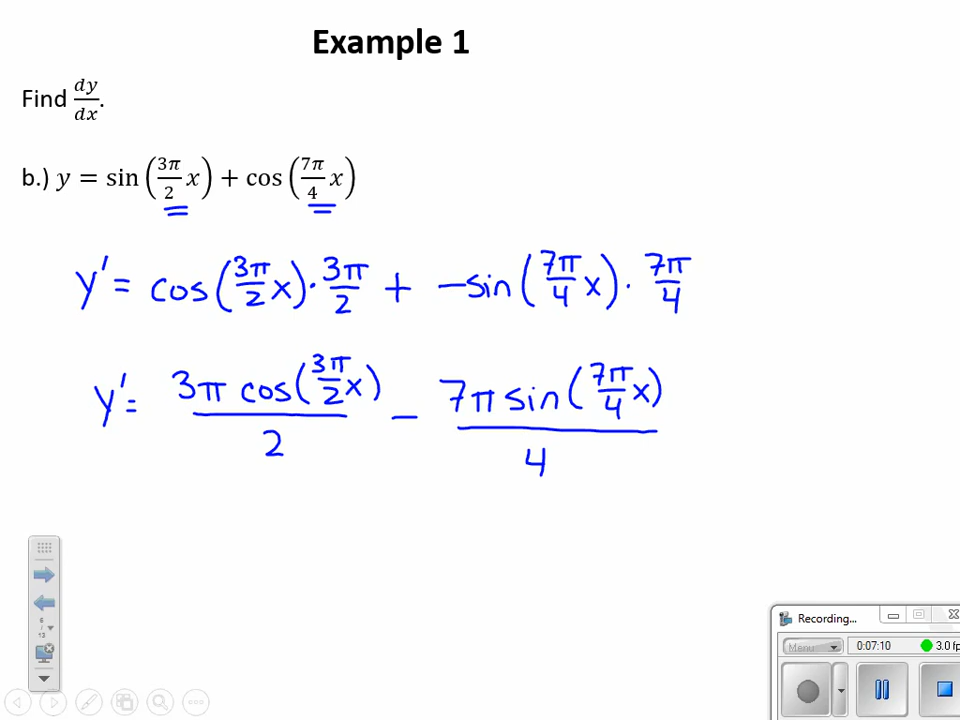 Example 1
Find dy/dx.
b.) y = sin (3π/2 x) + cos (7π/4 x)
y' = cos(3π/2 x) · 3π/2 + -sin(7π/4 x) · 7π/4
y' = 3π cos(3π/2 x)/2 - 7π sin(7π/4 x)/4
6
/
13
Recording...
Menu
0:07:10
3.0 fp